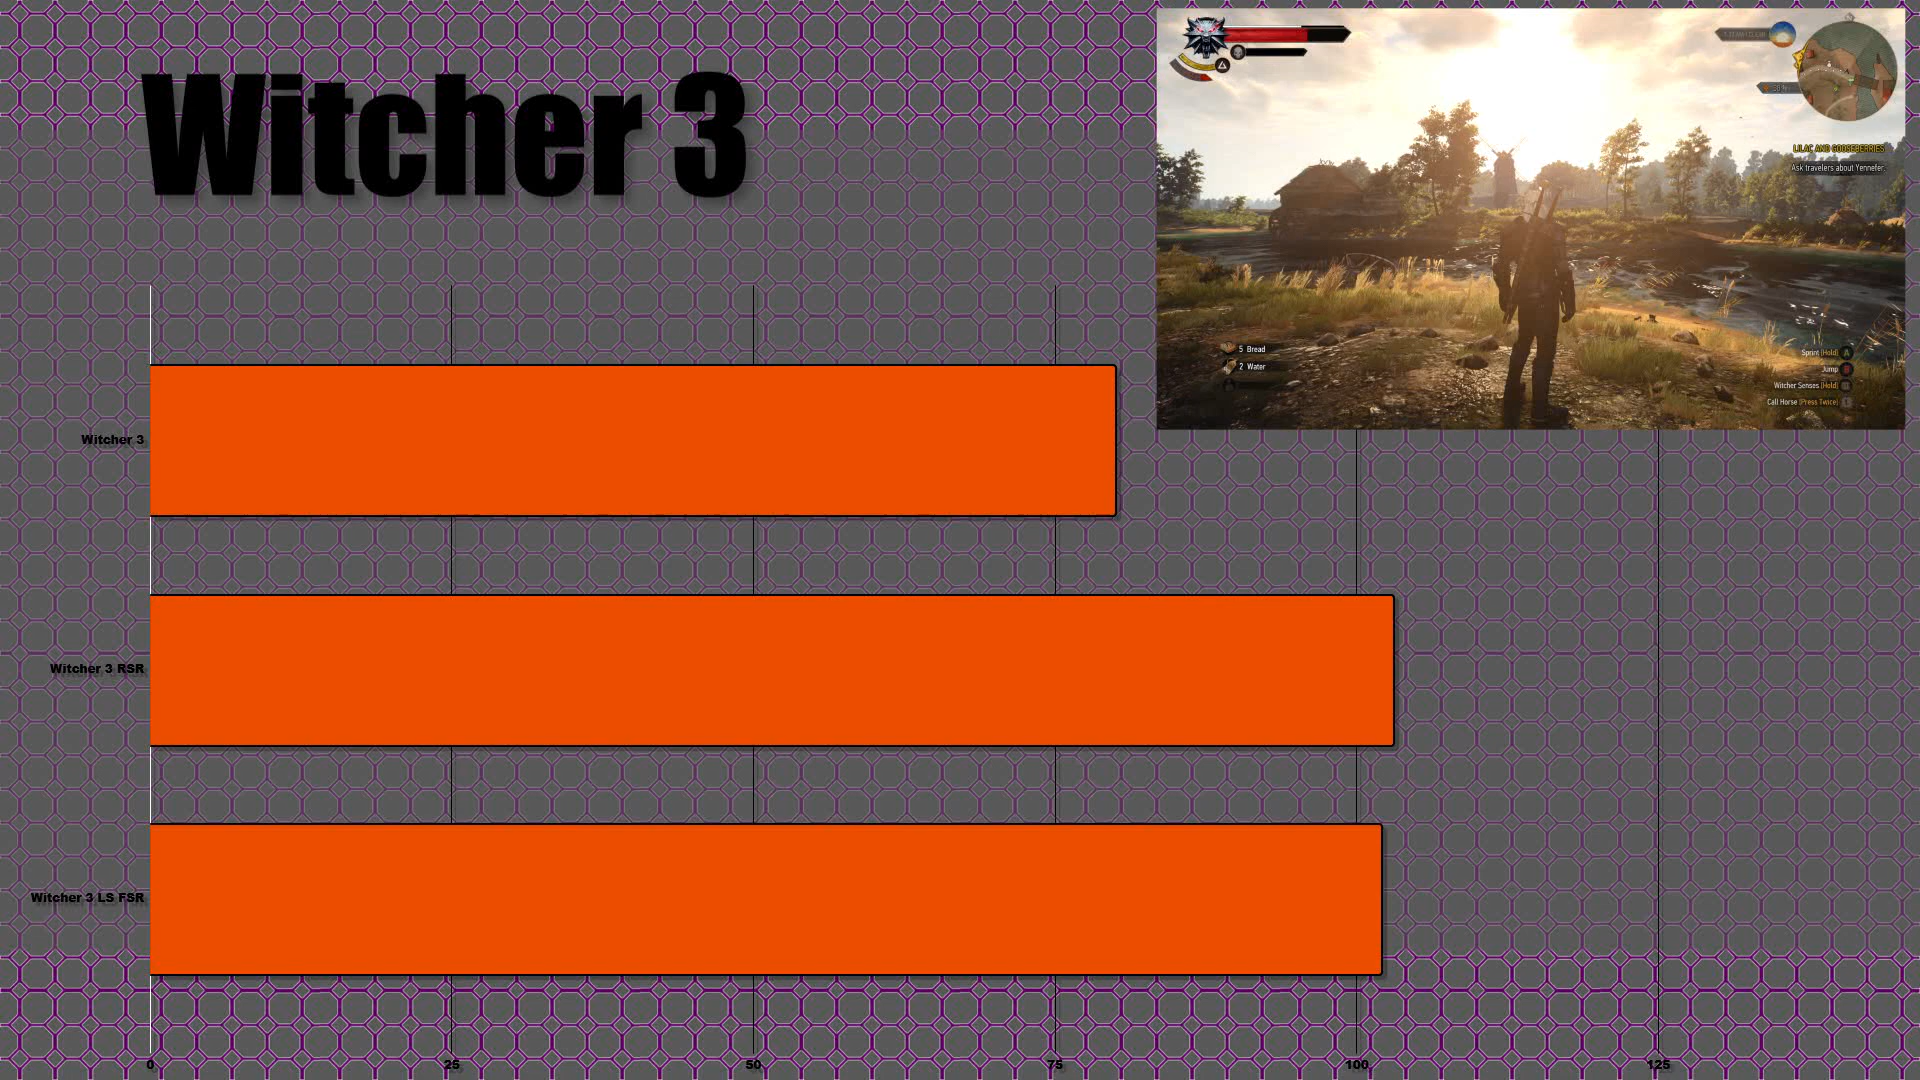 Witcher 3
LILAC AND GOOSEBERRIES
Ask travelers about Yennefer.
5 Bread
2 Water
Sprint [Hold] A
Jump B
Witcher Senses [Hold]
Call Horse [Press Twice] L
Witcher 3
Witcher 3 RSR
Witcher 3 LS FSR
0 25 50 75 100 125